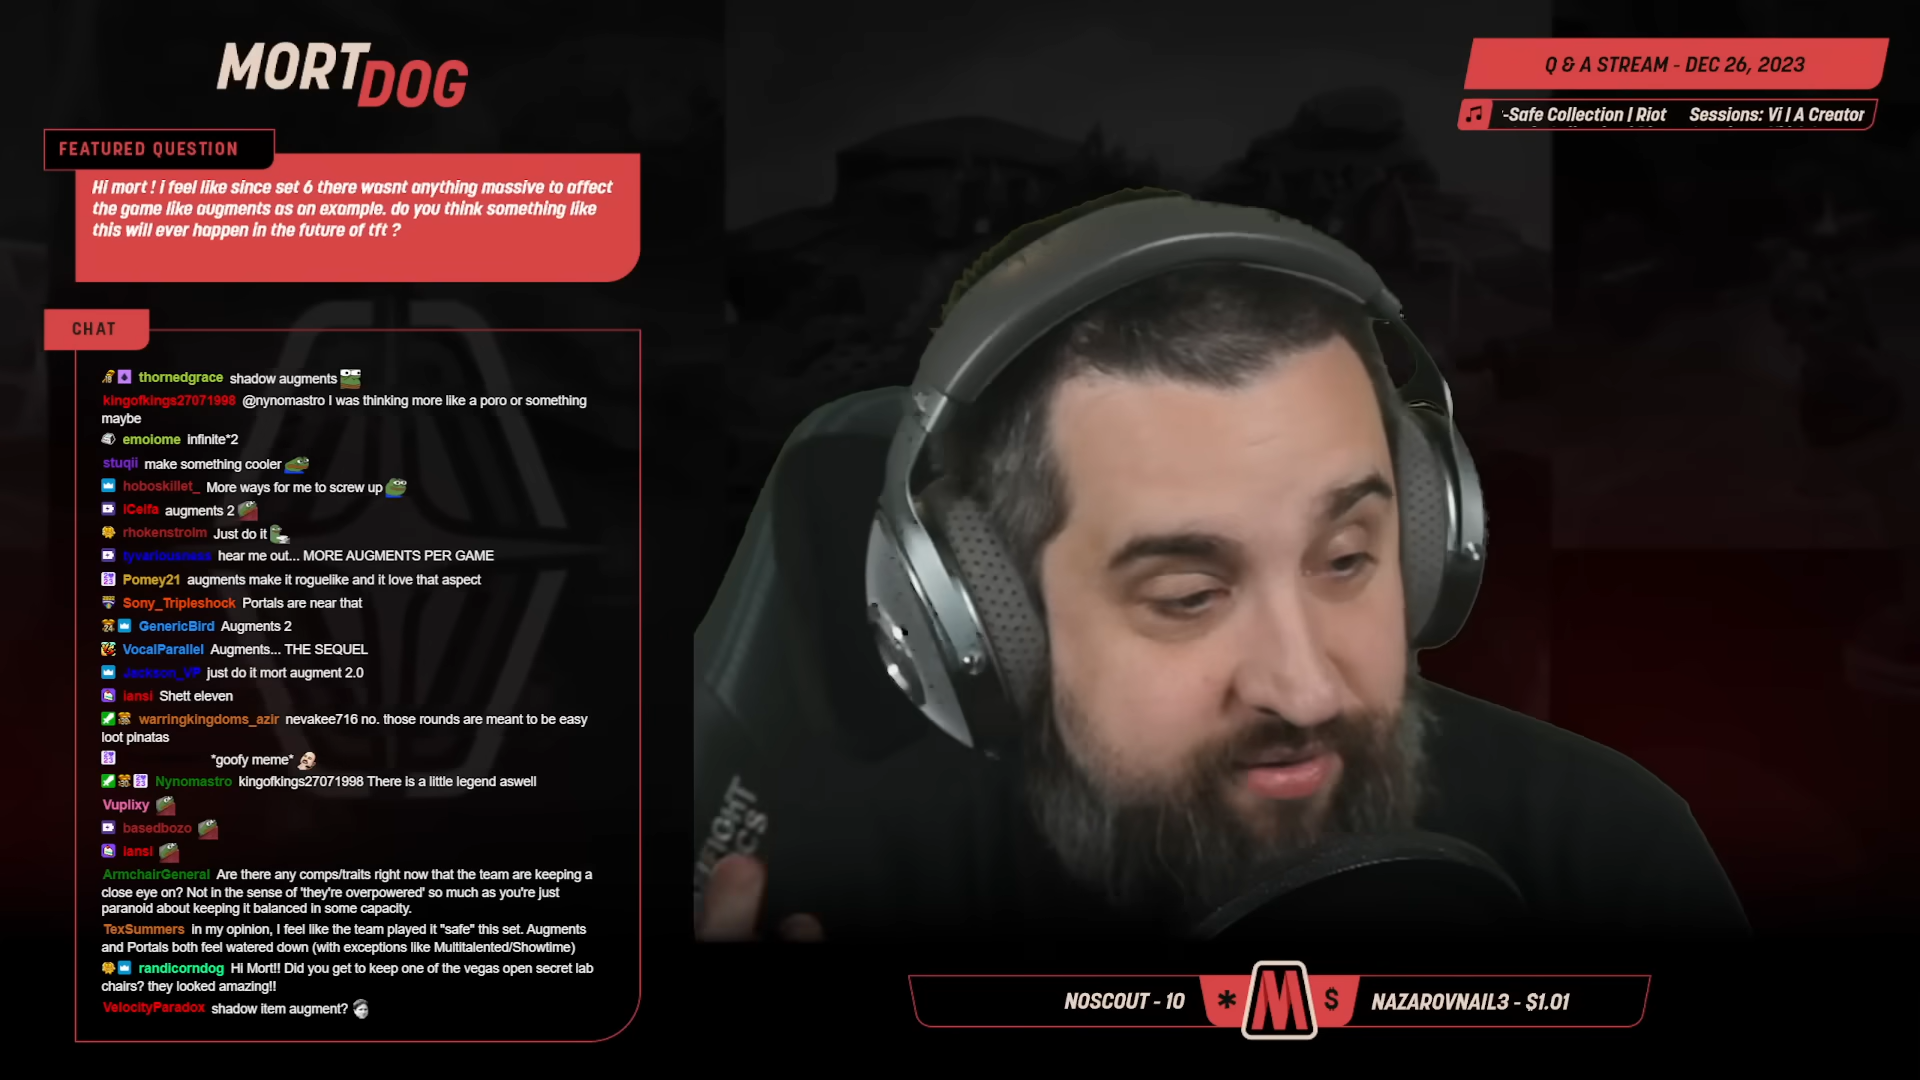 MORTDOG
Q & A STREAM - DEC 26, 2023
-Safe Collection | Riot Sessions: Vi | A Creator
FEATURED QUESTION
Hi mort ! i feel like since set 6 there wasnt anything massive to affect
the game like augments as an example. do you think something like
this will ever happen in the future of tft ?
CHAT
thornedgrace shadow augments
kingofkings27071998 @nynomastro I was thinking more like a poro or something
maybe
emoiome infinite*2
stuqii make something cooler
hoboskillet_ More ways for me to screw up
iCelfa augments 2
rhokenstrolm Just do it
hear me out... MORE AUGMENTS PER GAME
Pomey21 augments make it roguelike and it love that aspect
Sony_Tripleshock Portals are near that
GenericBird Augments 2
VocalParallel Augments... THE SEQUEL
Jackson_VP just do it mort augment 2.0
Shett eleven
warringkingdoms_azir nevakee716 no. those rounds are meant to be easy
loot pinatas
*goofy meme*
Nynomastro kingofkings27071998 There is a little legend aswell
Vuplixy
basedbozo
ArmchairGeneral Are there any comps/traits right now that the team are keeping a
close eye on? Not in the sense of 'they're overpowered' so much as you're just
paranoid about keeping it balanced in some capacity.
TexSummers in my opinion, I feel like the team played it "safe" this set. Augments
and Portals both feel watered down (with exceptions like Multitalented/Showtime)
randicorndog Hi Mort!! Did you get to keep one of the vegas open secret lab
chairs? they looked amazing!!
VelocityParadox shadow item augment?
NOSCOUT - 10
*
M
$
NAZAROVNAIL3 - $1.01